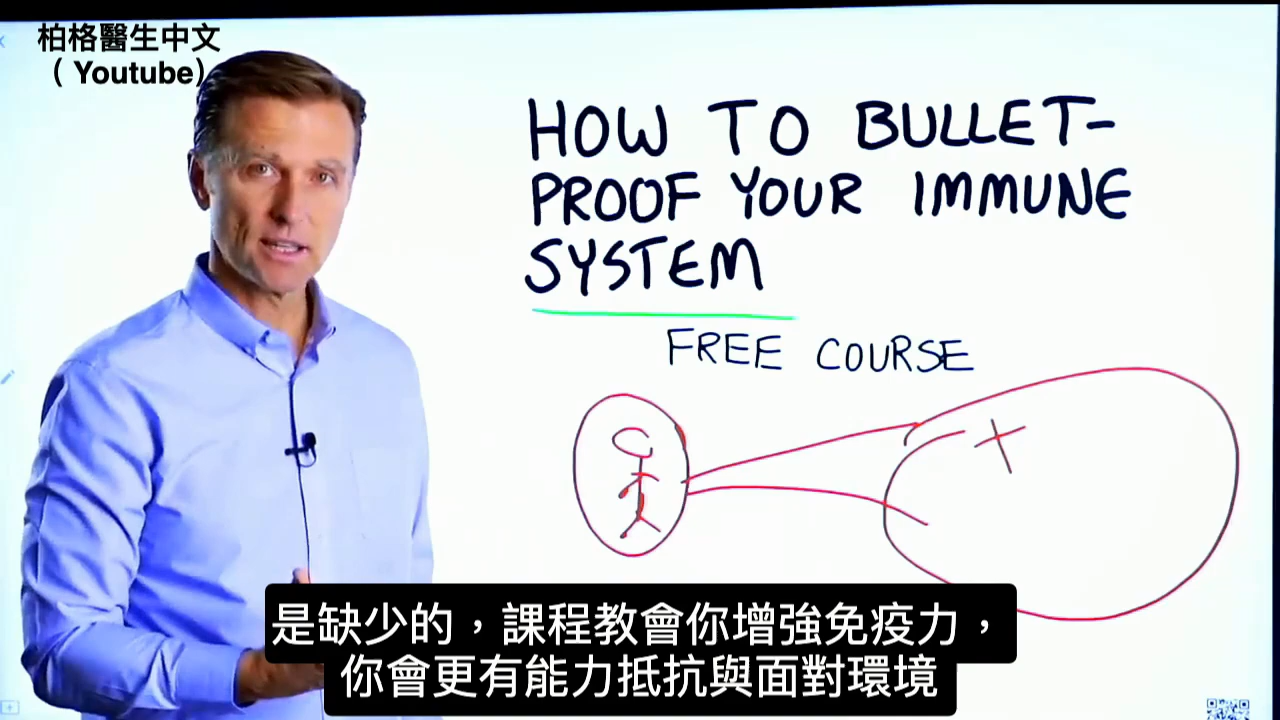 柏格醫生中文
（Youtube）
HOW TO BULLET-
PROOF YOUR IMMUNE
SYSTEM
FREE COURSE
是缺少的，課程教會你增強免疫力，
你會更有能力抵抗與面對環境